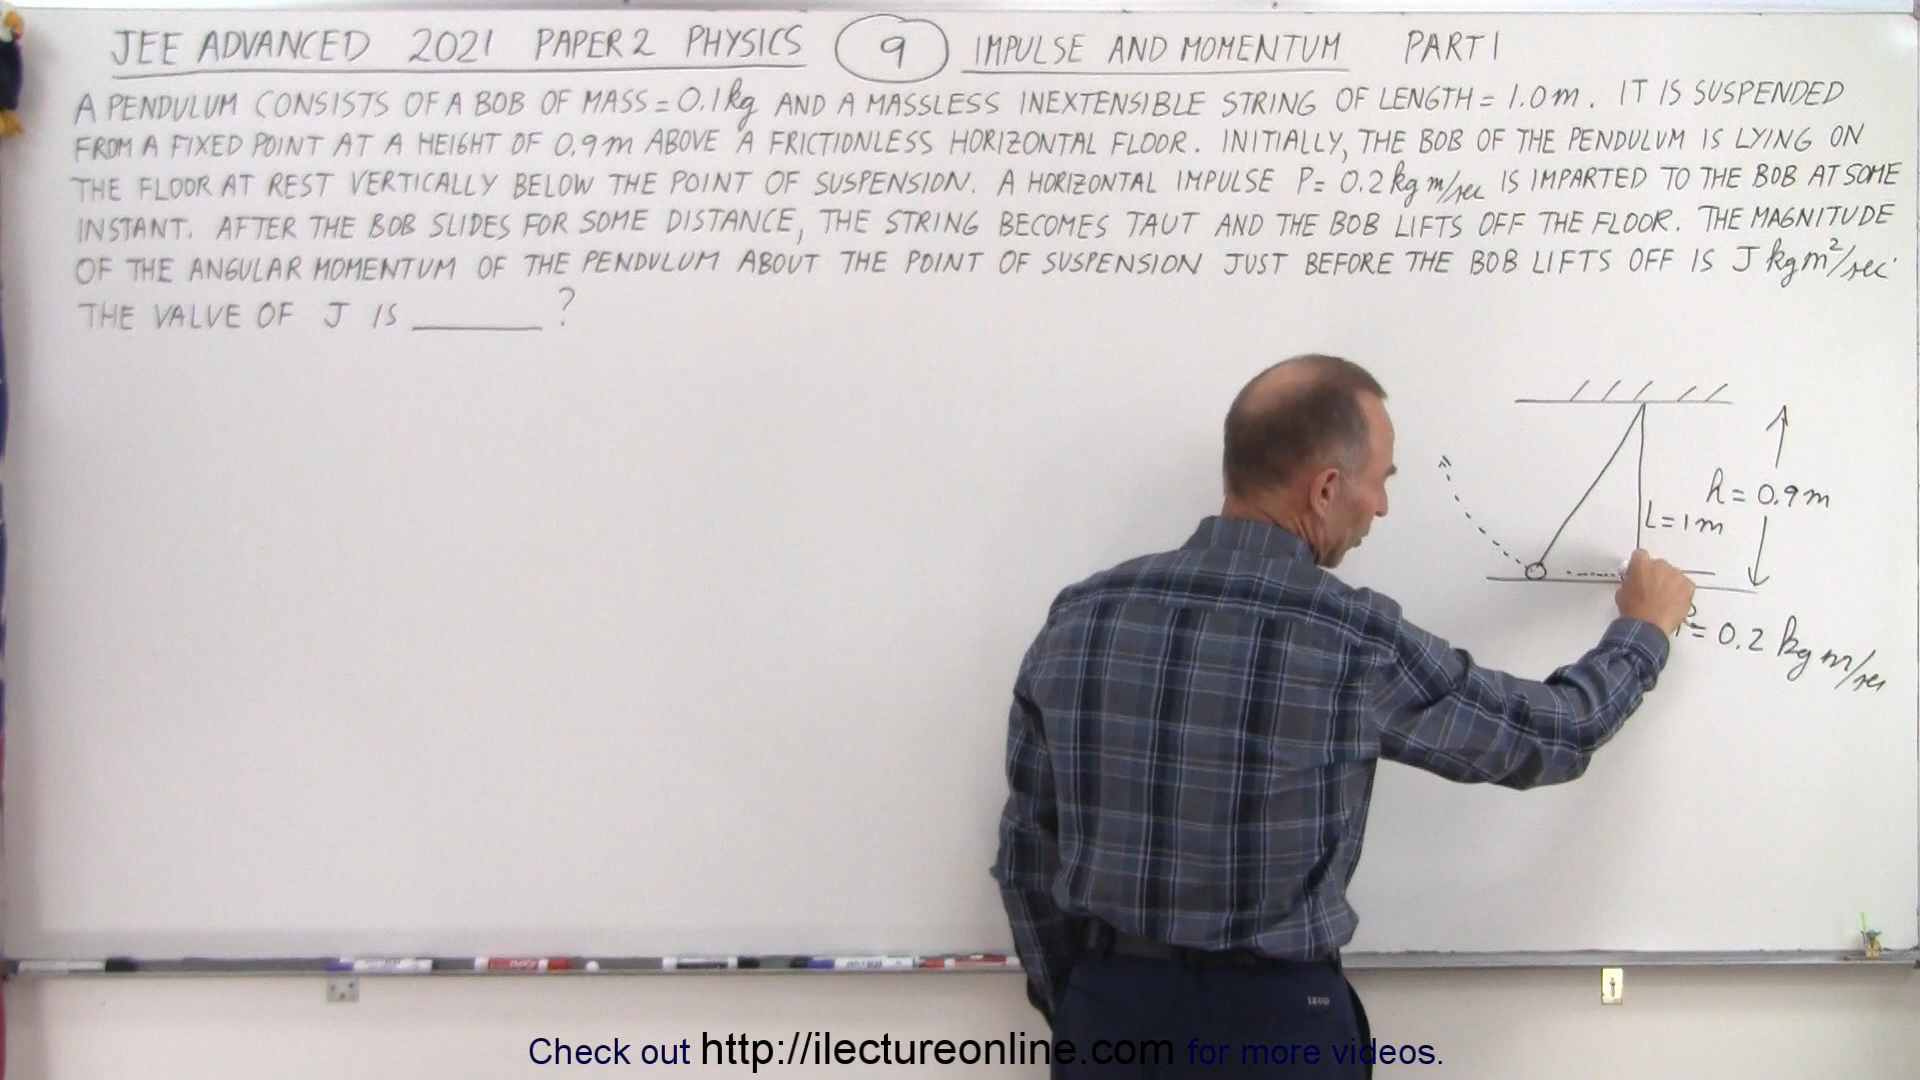 JEE ADVANCED 2021 PAPER 2 PHYSICS 9 IMPULSE AND MOMENTUM PART 1
A PENDULUM CONSISTS OF A BOB OF MASS = 0.1 kg AND A MASSLESS INEXTENSIBLE STRING OF LENGTH = 1.0 m. IT IS SUSPENDED
FROM A FIXED POINT AT A HEIGHT OF 0.9 m ABOVE A FRICTIONLESS HORIZONTAL FLOOR. INITIALLY, THE BOB OF THE PENDULUM IS LYING ON
THE FLOOR AT REST VERTICALLY BELOW THE POINT OF SUSPENSION. A HORIZONTAL IMPULSE P = 0.2 kg m/sec IS IMPARTED TO THE BOB AT SOME
INSTANT. AFTER THE BOB SLIDES FOR SOME DISTANCE, THE STRING BECOMES TAUT AND THE BOB LIFTS OFF THE FLOOR. THE MAGNITUDE
OF THE ANGULAR MOMENTUM OF THE PENDULUM ABOUT THE POINT OF SUSPENSION JUST BEFORE THE BOB LIFTS OFF IS J kg m²/sec.
THE VALUE OF J IS ______ ?
h = 0.9 m
L = 1 m
P = 0.2 kg m/sec
IZOD
Check out http://ilectureonline.com for more videos.